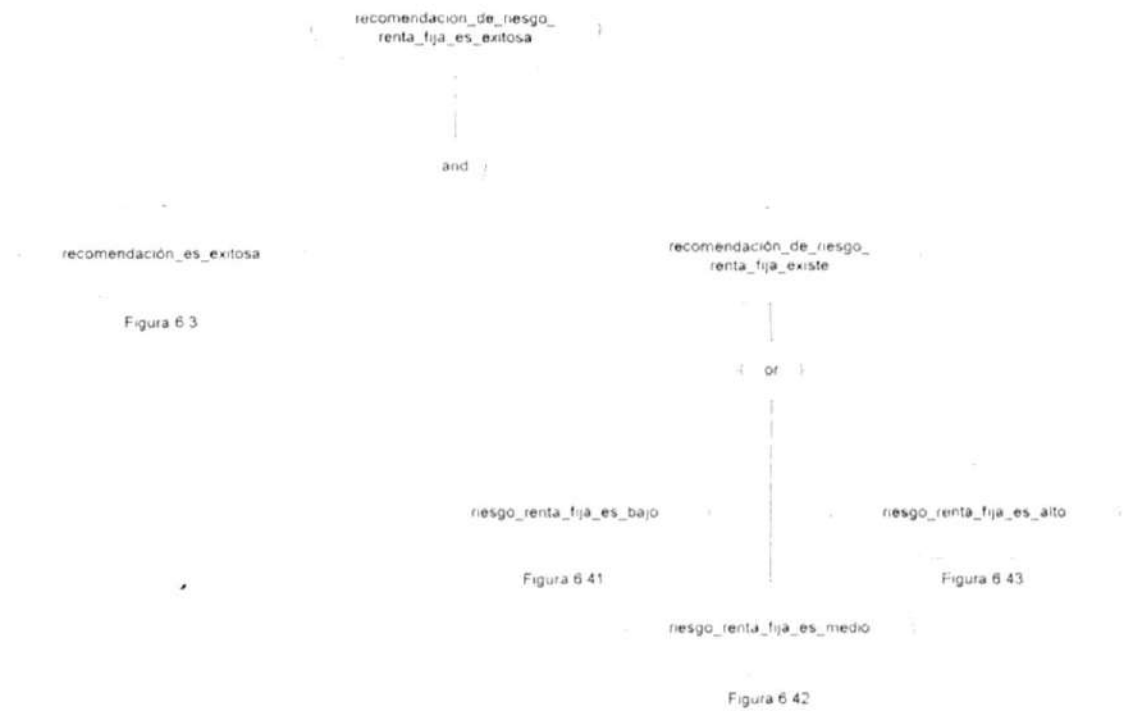 recomendación_de_riesgo_
renta_fija_es_exitosa
and
recomendación_es_exitosa
recomendación_de_riesgo_
renta_fija_existe
Figura 6.3
or
riesgo_renta_fija_es_bajo
riesgo_renta_fija_es_alto
Figura 6.41
Figura 6.43
riesgo_renta_fija_es_medio
Figura 6.42